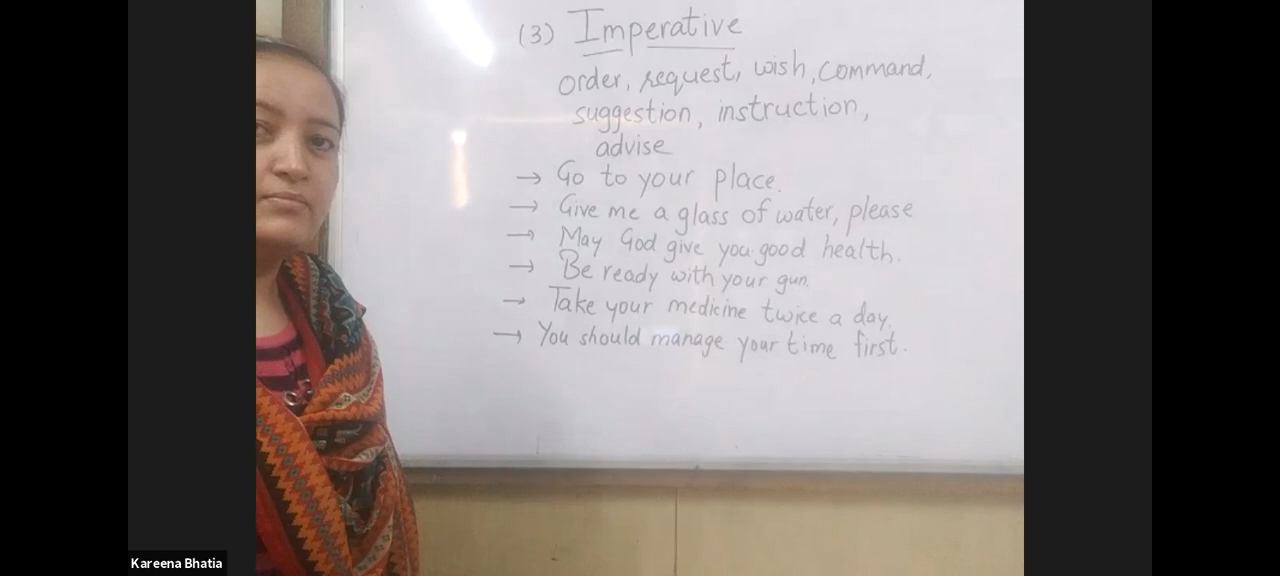 (3) Imperative
order, request, wish, command,
suggestion, instruction,
advise
→ Go to your place.
→ Give me a glass of water, please
→ May God give you good health.
→ Be ready with your gun.
→ Take your medicine twice a day.
→ You should manage your time first.
Kareena Bhatia